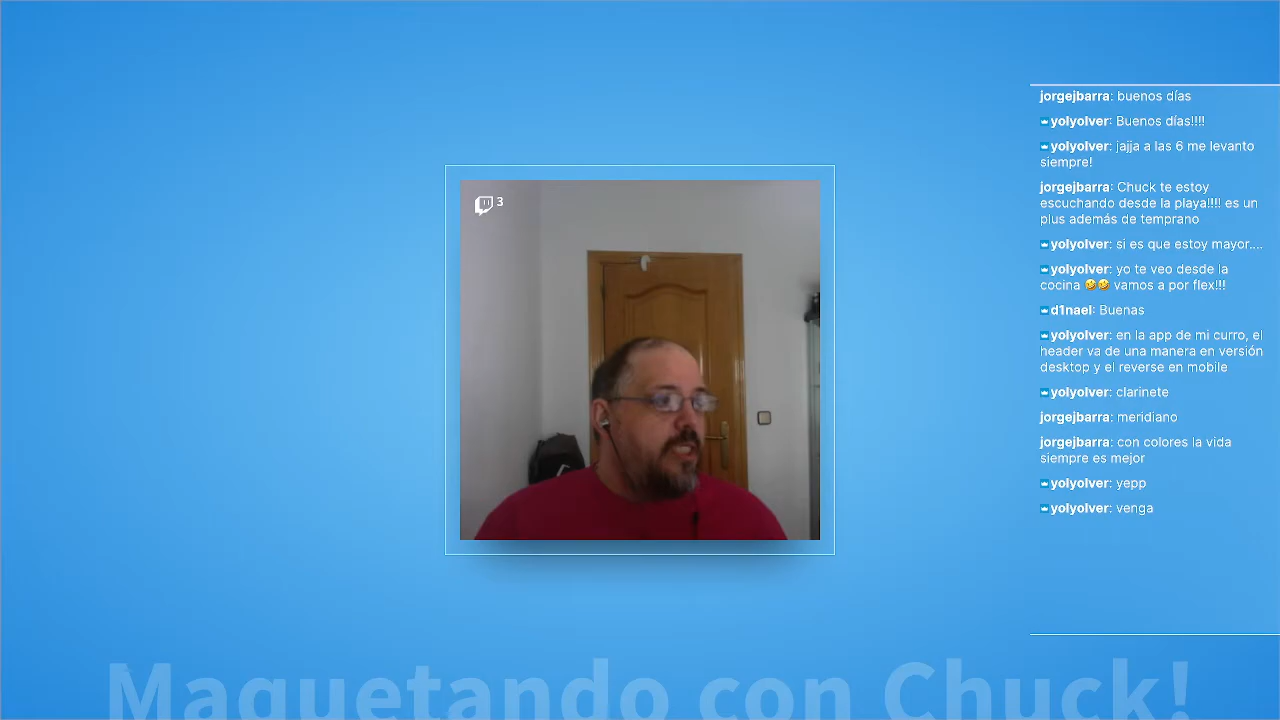 3
jorgejbarra: buenos días
yolyolver: Buenos días!!!!
yolyolver: jajja a las 6 me levanto
siempre!
jorgejbarra: Chuck te estoy
escuchando desde la playa!!!! es un
plus además de temprano
yolyolver: si es que estoy mayor....
yolyolver: yo te veo desde la
cocina 🤣🤣 vamos a por flex!!!
d1nael: Buenas
yolyolver: en la app de mi curro, el
header va de una manera en versión
desktop y el reverse en mobile
yolyolver: clarinete
jorgejbarra: meridiano
jorgejbarra: con colores la vida
siempre es mejor
yolyolver: yepp
yolyolver: venga
Maquetando con Chuck!